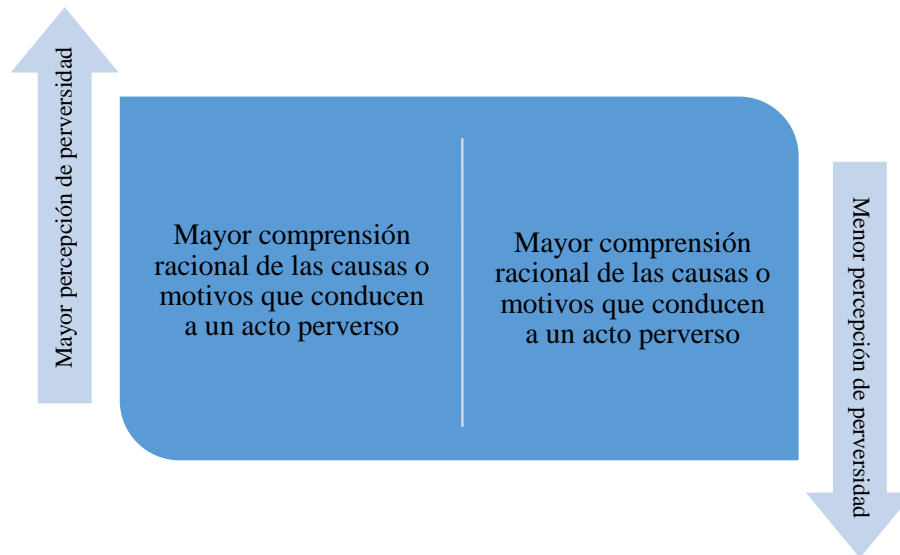 Mayor percepción de perversidad
Mayor comprensión
racional de las causas o
motivos que conducen
a un acto perverso
Mayor comprensión
racional de las causas o
motivos que conducen
a un acto perverso
Menor percepción de perversidad